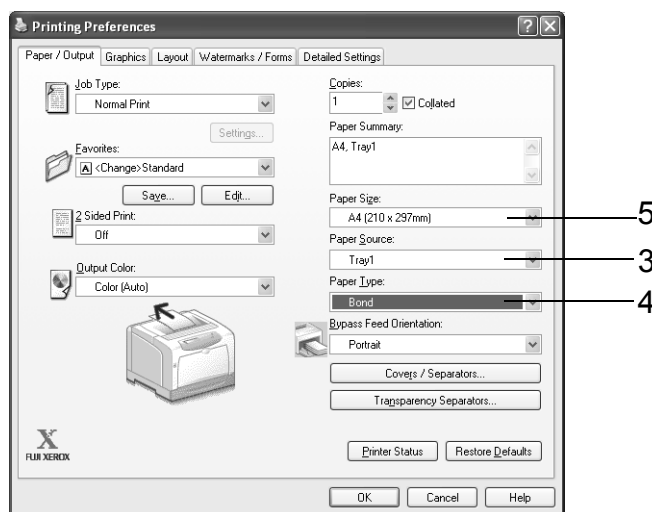 Printing Preferences
Paper / Output Graphics Layout Watermarks / Forms Detailed Settings
Job Type:
Normal Print
Settings...
Favorites:
A <Change>Standard
Save... Edit...
2 Sided Print:
Off
Output Color:
Color (Auto)
X
FUJI XEROX
Copies:
1 Collated
Paper Summary:
A4, Tray1
Paper Size:
A4 (210 x 297mm) 5
Paper Source:
Tray1 3
Paper Type:
Bond 4
Bypass Feed Orientation:
Portrait
Covers / Separators...
Transparency Separators...
Printer Status Restore Defaults
OK Cancel Help